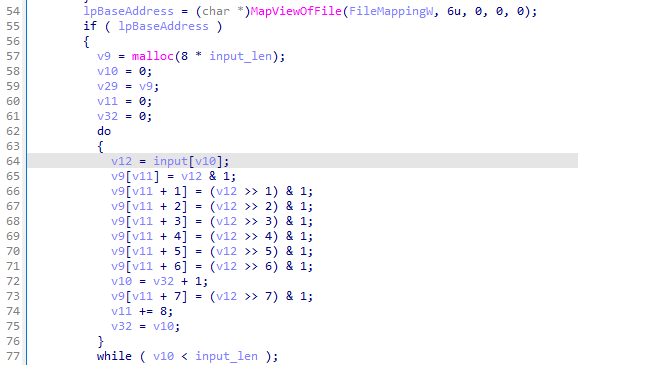 54 lpBaseAddress = (char *)MapViewOfFile(FileMappingW, 6u, 0, 0, 0);
55 if ( lpBaseAddress )
56 {
57 v9 = malloc(8 * input_len);
58 v10 = 0;
59 v29 = v9;
60 v11 = 0;
61 v32 = 0;
62 do
63 {
64 v12 = input[v10];
65 v9[v11] = v12 & 1;
66 v9[v11 + 1] = (v12 >> 1) & 1;
67 v9[v11 + 2] = (v12 >> 2) & 1;
68 v9[v11 + 3] = (v12 >> 3) & 1;
69 v9[v11 + 4] = (v12 >> 4) & 1;
70 v9[v11 + 5] = (v12 >> 5) & 1;
71 v9[v11 + 6] = (v12 >> 6) & 1;
72 v10 = v32 + 1;
73 v9[v11 + 7] = (v12 >> 7) & 1;
74 v11 += 8;
75 v32 = v10;
76 }
77 while ( v10 < input_len );